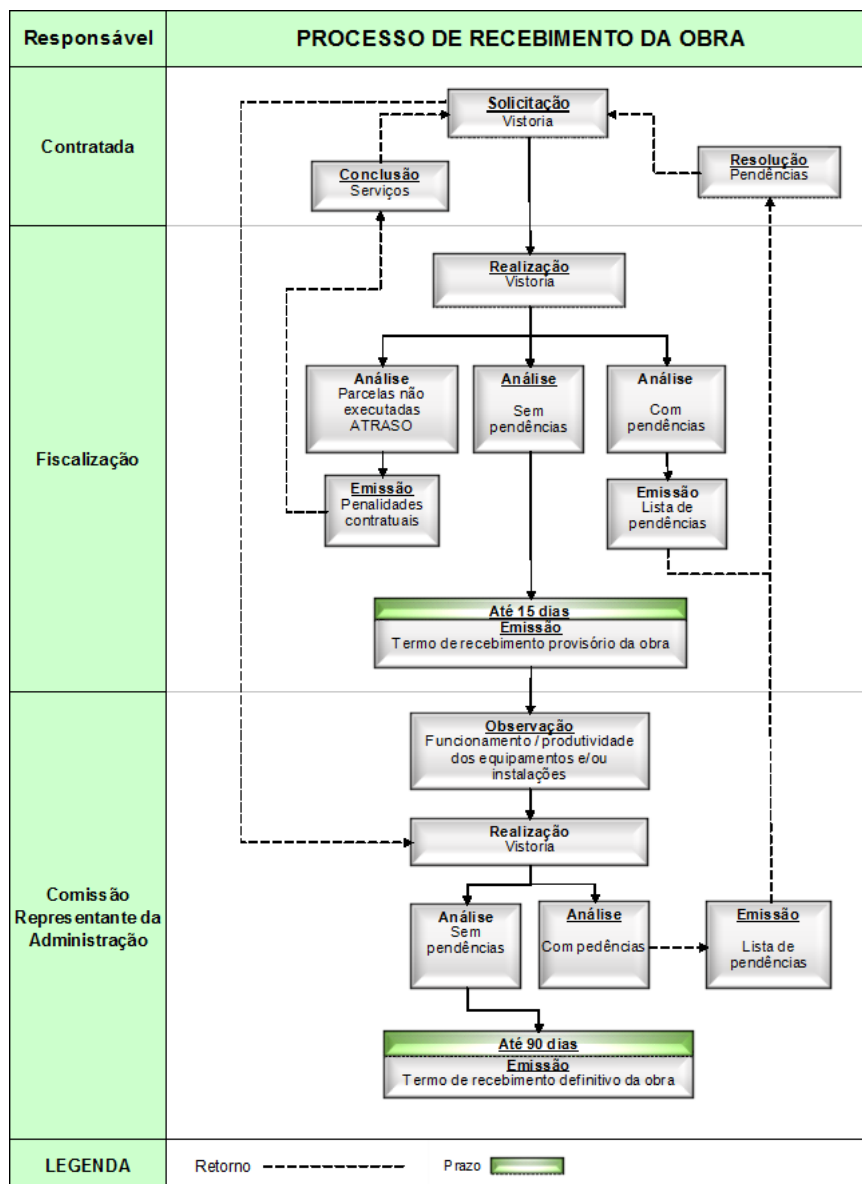 Responsável
PROCESSO DE RECEBIMENTO DA OBRA
Contratada
Solicitação
Vistoria
Conclusão
Serviços
Resolução
Pendências
Fiscalização
Realização
Vistoria
Análise
Parcelas não
executadas
ATRASO
Análise
Sem
pendências
Análise
Com
pendências
Emissão
Penalidades
contratuais
Emissão
Lista de
pendências
Até 15 dias
Emissão
Termo de recebimento provisório da obra
Comissão
Representante da
Administração
Observação
Funcionamento / produtividade
dos equipamentos e/ou
instalações
Realização
Vistoria
Análise
Sem
pendências
Análise
Com pedências
Emissão
Lista de
pendências
Até 90 dias
Emissão
Termo de recebimento definitivo da obra
LEGENDA
Retorno
Prazo